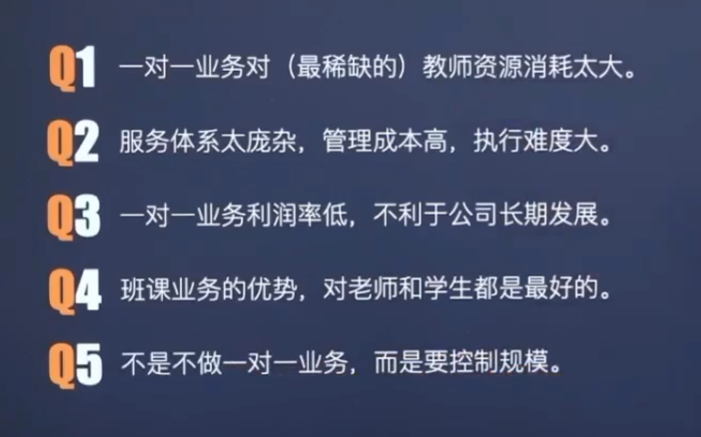 Q1 一对一业务对（最稀缺的）教师资源消耗太大。
Q2 服务体系太庞杂，管理成本高，执行难度大。
Q3 一对一业务利润率低，不利于公司长期发展。
Q4 班课业务的优势，对老师和学生都是最好的。
Q5 不是不做一对一业务，而是要控制规模。